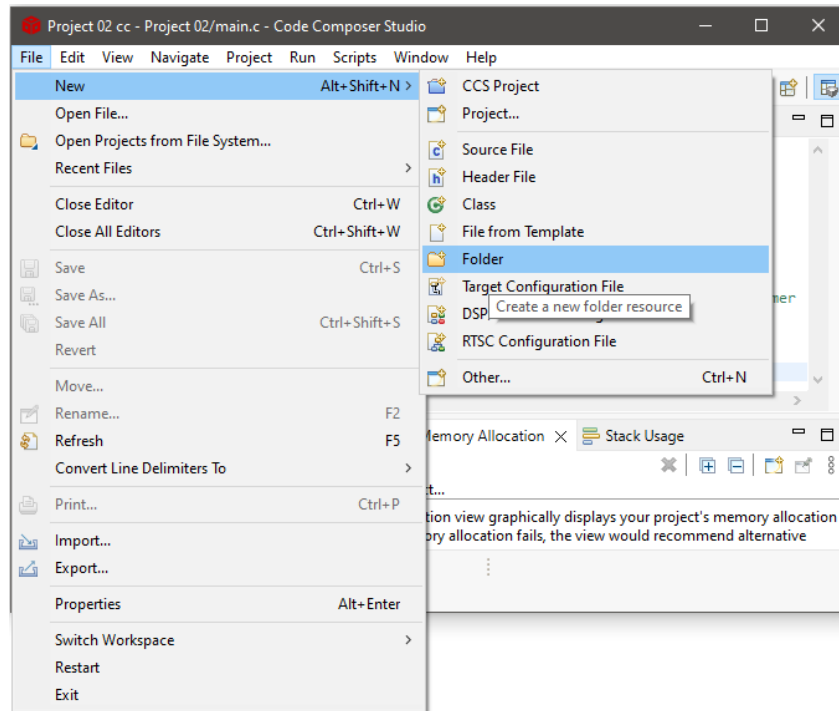 Project 02 cc - Project 02/main.c - Code Composer Studio
File Edit View Navigate Project Run Scripts Window Help
New Alt+Shift+N >
Open File...
Open Projects from File System...
Recent Files >
Close Editor Ctrl+W
Close All Editors Ctrl+Shift+W
Save Ctrl+S
Save As...
Save All Ctrl+Shift+S
Revert
Move...
Rename... F2
Refresh F5
Convert Line Delimiters To >
Print... Ctrl+P
Import...
Export...
Properties Alt+Enter
Switch Workspace >
Restart
Exit
CCS Project
Project...
Source File
Header File
Class
File from Template
Folder
Target Configuration File
Create a new folder resource
DSP
RTSC Configuration File
Other... Ctrl+N
mer
Memory Allocation Stack Usage
t...
tion view graphically displays your project's memory allocation
ory allocation fails, the view would recommend alternative